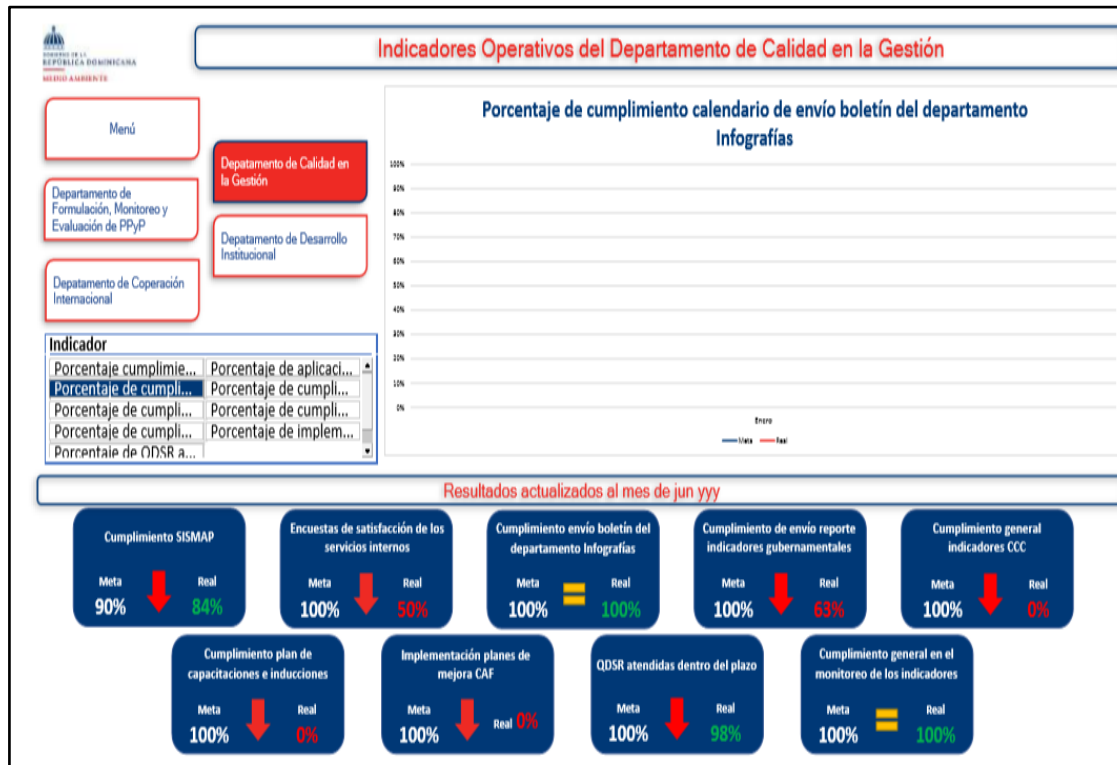 GOBIERNO DE LA
REPÚBLICA DOMINICANA
MEDIO AMBIENTE
Indicadores Operativos del Departamento de Calidad en la Gestión
Menú
Departamento de
Formulación, Monitoreo y
Evaluación de PPyP
Departamento de Coperación
Internacional
Depatamento de Calidad en
la Gestión
Depatamento de Desarrollo
Institucional
Porcentaje de cumplimiento calendario de envío boletín del departamento
Infografías
100%
90%
80%
70%
60%
50%
40%
30%
20%
10%
0%
Enero
Meta Real
Indicador
Porcentaje cumplimie... Porcentaje de aplicaci...
Porcentaje de cumpli... Porcentaje de cumpli...
Porcentaje de cumpli... Porcentaje de cumpli...
Porcentaje de cumpli... Porcentaje de implem...
Porcentaje de QDSR a...
Resultados actualizados al mes de jun yyy
Cumplimiento SISMAP
Meta Real
90% 84%
Encuestas de satisfacción de los
servicios internos
Meta Real
100% 50%
Cumplimiento envío boletín del
departamento Infografías
Meta Real
100% 100%
Cumplimiento de envío reporte
indicadores gubernamentales
Meta Real
100% 63%
Cumplimiento general
indicadores CCC
Meta Real
100% 0%
Cumplimiento plan de
capacitaciones e inducciones
Meta Real
100% 0%
Implementación planes de
mejora CAF
Meta Real 0%
100%
QDSR atendidas dentro del plazo
Meta Real
100% 98%
Cumplimiento general en el
monitoreo de los indicadores
Meta Real
100% 100%